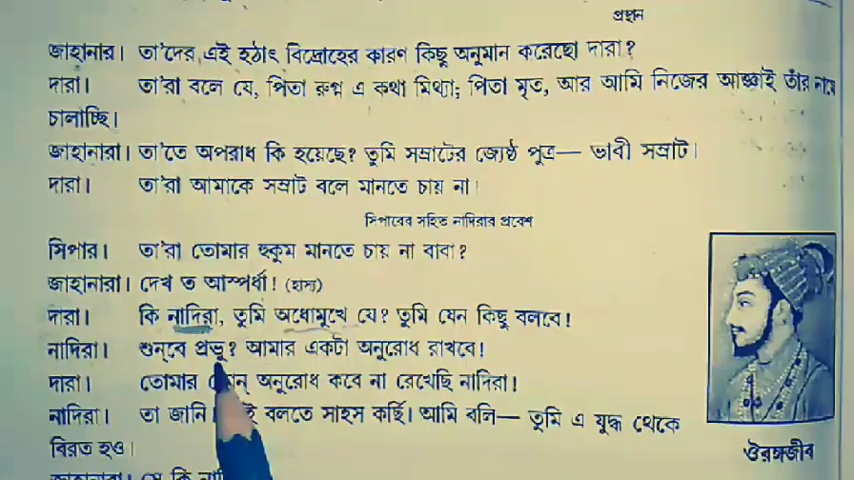 প্রস্থান
জাহানার। তা'দের এই হঠাৎ বিদ্রোহের কারণ কিছু অনুমান করেছো দারা?
দারা। তা'রা বলে যে, পিতা রুগ্ন এ কথা মিথ্যা; পিতা মৃত, আর আমি নিজের আজ্ঞাই তাঁর নামে
চালাচ্ছি।
জাহানারা। তা'তে অপরাধ কি হয়েছে? তুমি সম্রাটের জ্যেষ্ঠ পুত্র— ভাবী সম্রাট।
দারা। তা'রা আমাকে সম্রাট বলে মানতে চায় না।
সিপারের সহিত নাদিরার প্রবেশ
সিপার। তা'রা তোমার হুকুম মানতে চায় না বাবা?
জাহানারা। দেখ ত আস্পর্ধা! (হাস্য)
দারা। কি নাদিরা, তুমি অধোমুখে যে? তুমি যেন কিছু বলবে!
নাদিরা। শুন্‌বে প্রভু? আমার একটা অনুরোধ রাখবে!
দারা। তোমার অনুরোধ কবে না রেখেছি নাদিরা!
নাদিরা। তা জানি। বলতে সাহস কর্ছি। আমি বলি— তুমি এ যুদ্ধ থেকে
বিরত হও।
ঔরঙ্গজীব
জাহানারা। সে কি